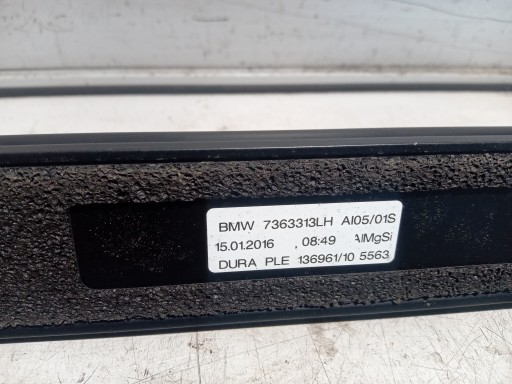 BMW 7363313LH AI05/01S
15.01.2016 , 08:49 AlMgSi
DURA PLE 136961/10 5563